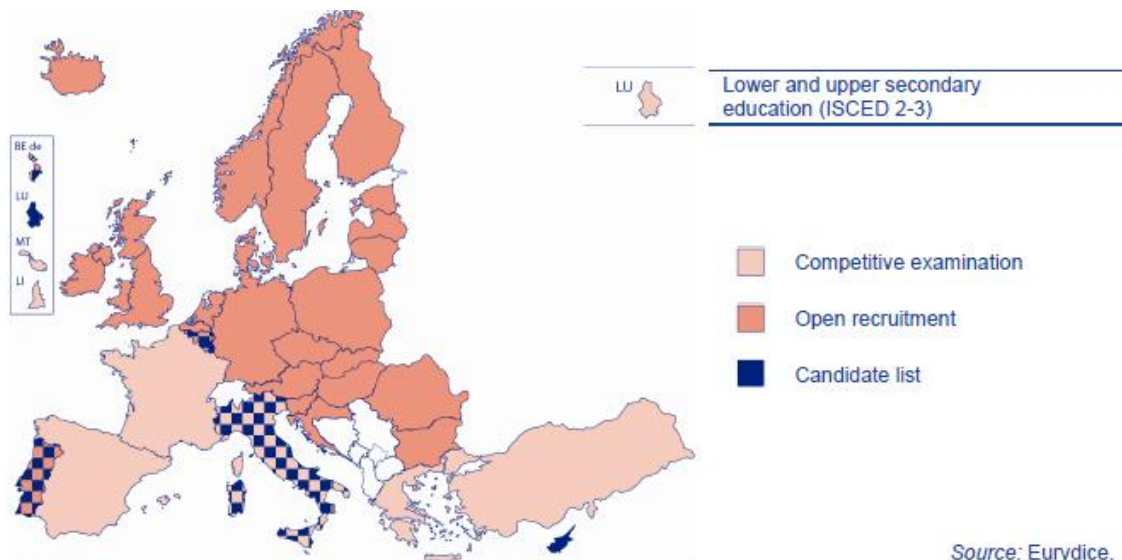 LU
Lower and upper secondary
education (ISCED 2-3)
BE de
LU
MT
LI
Competitive examination
Open recruitment
Candidate list
Source: Eurydice.